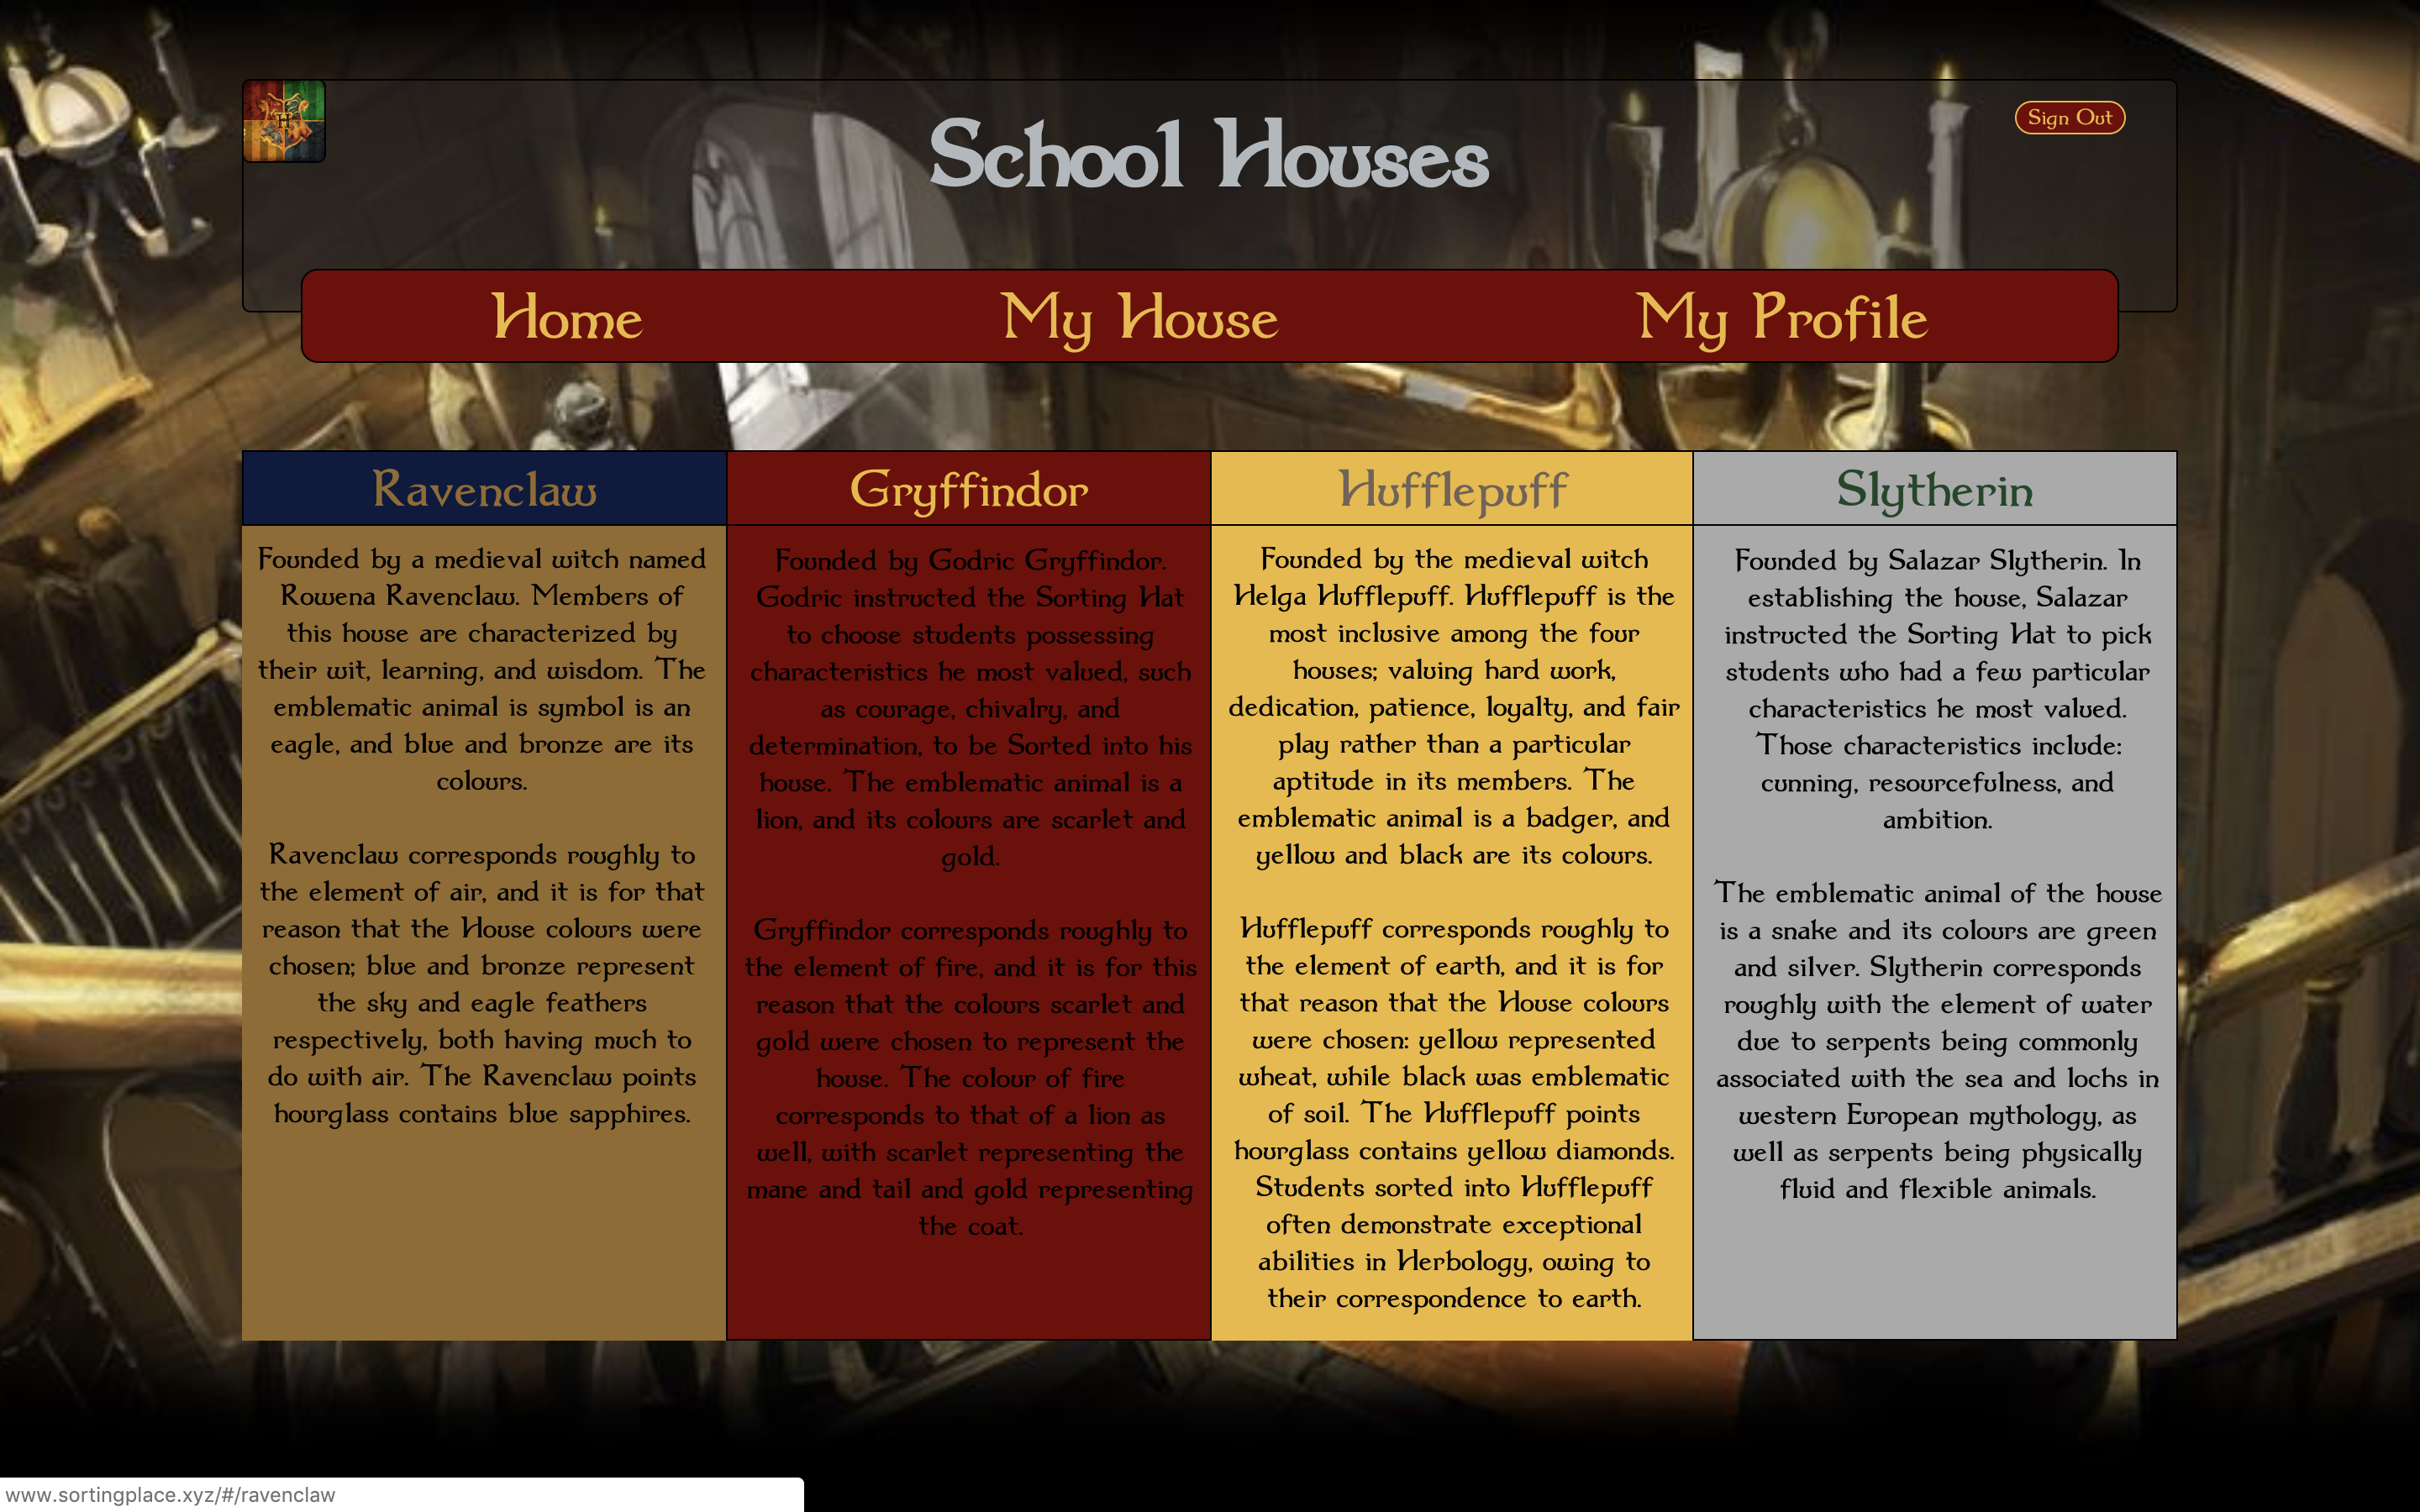 School Houses
Sign Out
Home
My House
My Profile
Ravenclaw
Founded by a medieval witch named
Rowena Ravenclaw. Members of
this house are characterized by
their wit, learning, and wisdom. The
emblematic animal is symbol is an
eagle, and blue and bronze are its
colours.
Ravenclaw corresponds roughly to
the element of air, and it is for that
reason that the House colours were
chosen; blue and bronze represent
the sky and eagle feathers
respectively, both having much to
do with air. The Ravenclaw points
hourglass contains blue sapphires.
Gryffindor
Founded by Godric Gryffindor.
Godric instructed the Sorting Hat
to choose students possessing
characteristics he most valued, such
as courage, chivalry, and
determination, to be Sorted into his
house. The emblematic animal is a
lion, and its colours are scarlet and
gold.
Gryffindor corresponds roughly to
the element of fire, and it is for this
reason that the colours scarlet and
gold were chosen to represent the
house. The colour of fire
corresponds to that of a lion as
well, with scarlet representing the
mane and tail and gold representing
the coat.
Hufflepuff
Founded by the medieval witch
Helga Hufflepuff. Hufflepuff is the
most inclusive among the four
houses; valuing hard work,
dedication, patience, loyalty, and fair
play rather than a particular
aptitude in its members. The
emblematic animal is a badger, and
yellow and black are its colours.
Hufflepuff corresponds roughly to
the element of earth, and it is for
that reason that the House colours
were chosen: yellow represented
wheat, while black was emblematic
of soil. The Hufflepuff points
hourglass contains yellow diamonds.
Students sorted into Hufflepuff
often demonstrate exceptional
abilities in Herbology, owing to
their correspondence to earth.
Slytherin
Founded by Salazar Slytherin. In
establishing the house, Salazar
instructed the Sorting Hat to pick
students who had a few particular
characteristics he most valued.
Those characteristics include:
cunning, resourcefulness, and
ambition.
The emblematic animal of the house
is a snake and its colours are green
and silver. Slytherin corresponds
roughly with the element of water
due to serpents being commonly
associated with the sea and lochs in
western European mythology, as
well as serpents being physically
fluid and flexible animals.
www.sortingplace.xyz/#/ravenclaw